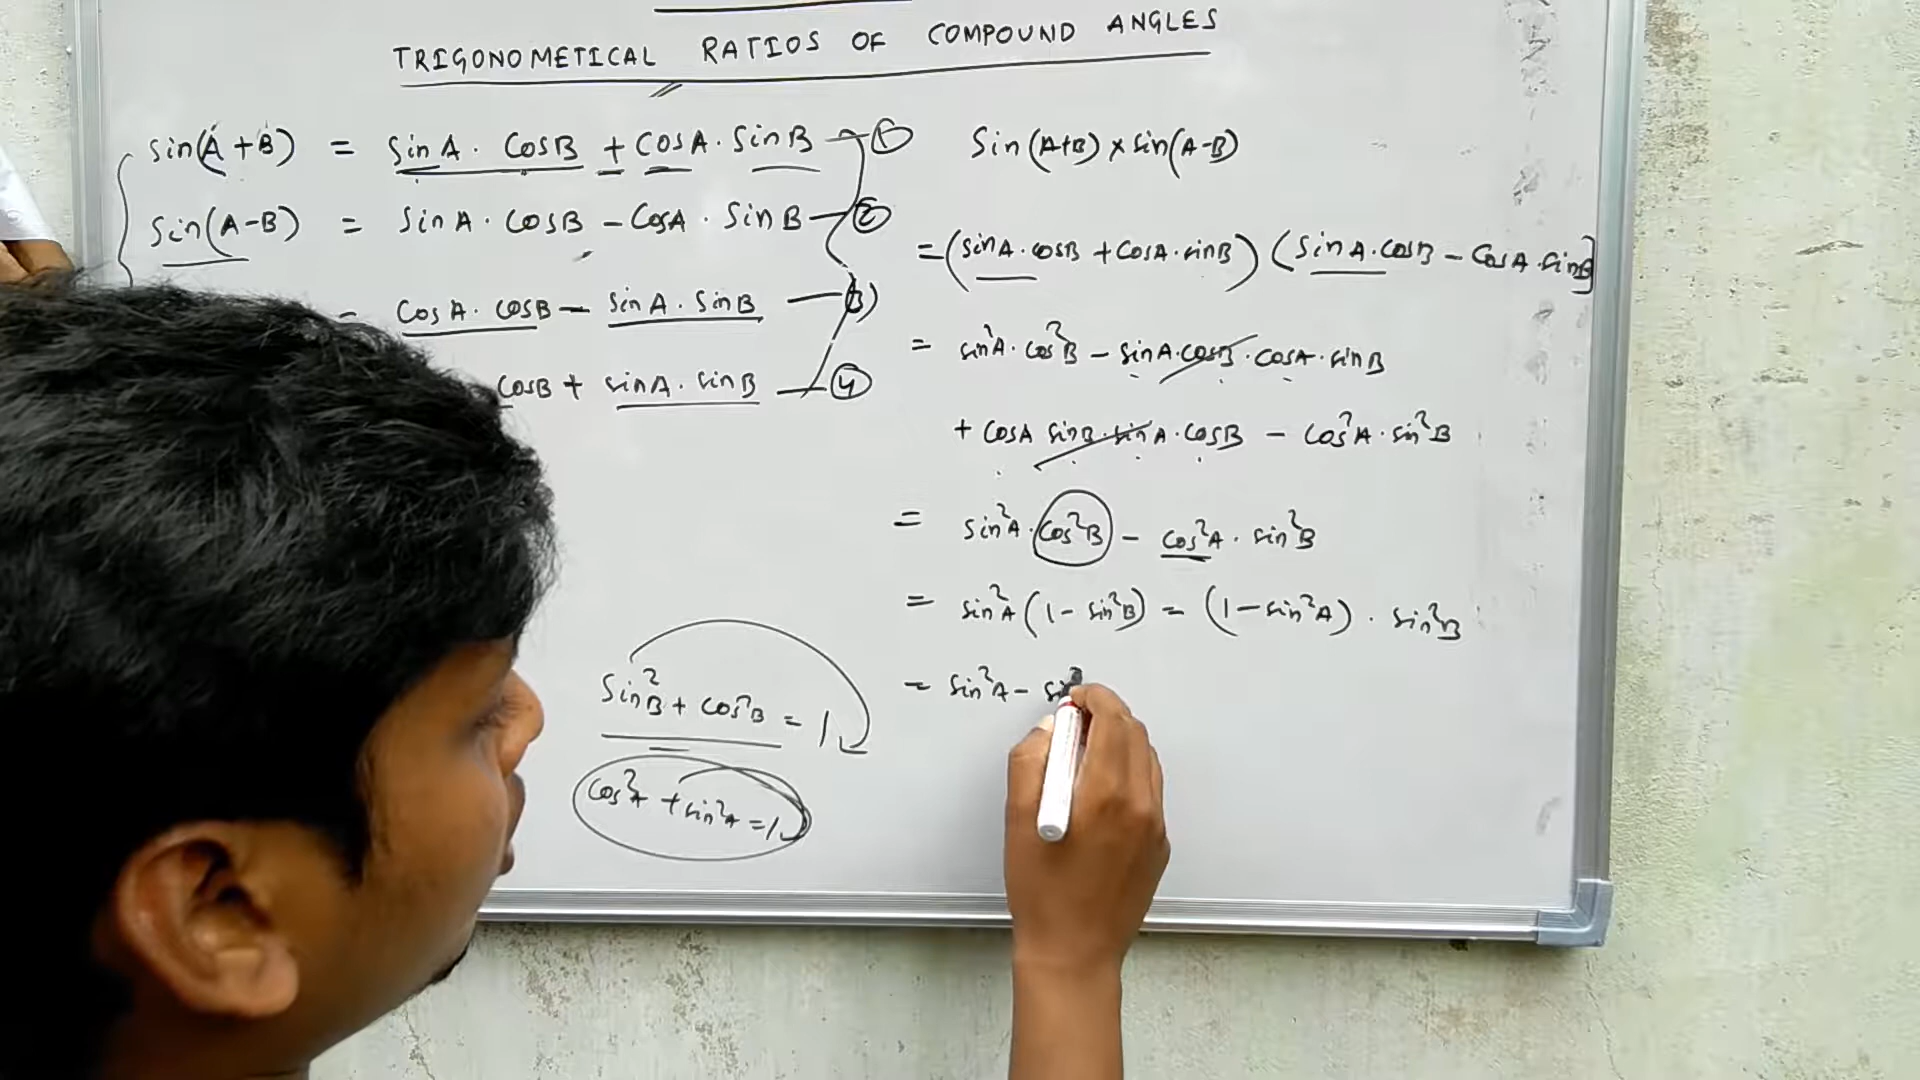 TRIGONOMETICAL RATIOS OF COMPOUND ANGLES
sin(A+B) = sinA · cosB + cosA · sinB — ①
sin(A-B) = sinA · cosB - cosA · sinB — ②
= cosA · cosB - sinA · sinB — (3)
cosB + sinA · sinB — ④
sin²B + cos²B = 1
cos²A + sin²A = 1
Sin(A+B) × sin(A-B)
= (sinA · cosB + cosA · sinB) (sinA · cosB - cosA · sinB]
= sin²A · cos²B - sinA · cosB · cosA · sinB
+ cosA sinB · sinA · cosB - cos²A · sin²B
= sin²A · cos²B - cos²A · sin²B
= sin²A (1 - sin²B) = (1 - sin²A) · sin²B
= sin²A -